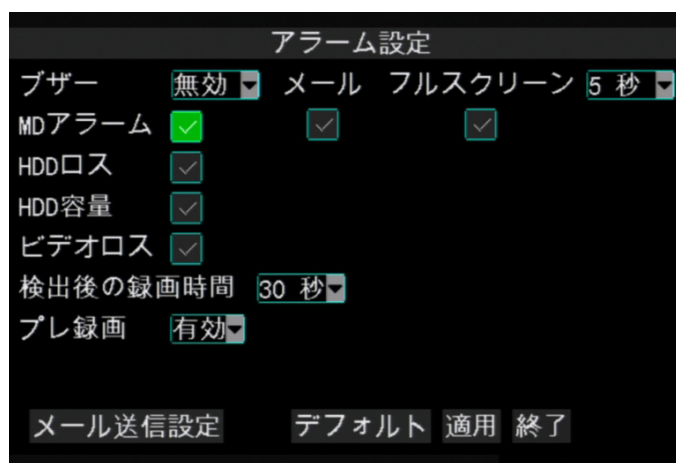 アラーム設定
ブザー 無効 メール フルスクリーン 5 秒
MDアラーム
HDDロス
HDD容量
ビデオロス
検出後の録画時間 30 秒
プレ録画 有効
メール送信設定 デフォルト 適用 終了